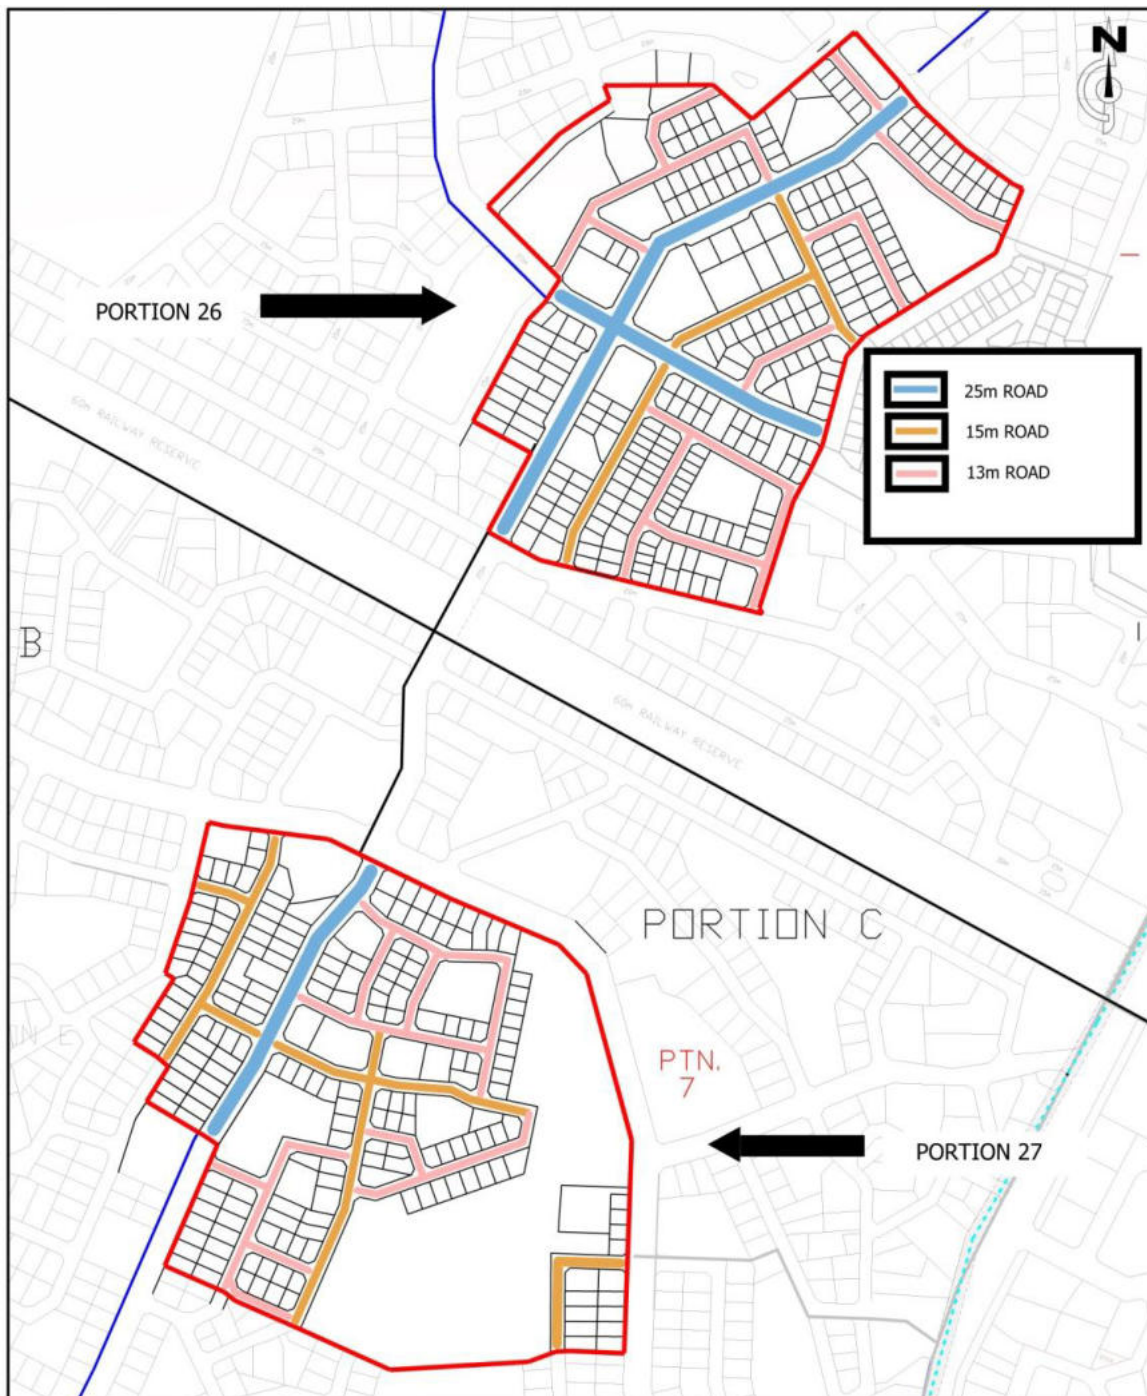 N
PORTION 26
25m ROAD
15m ROAD
13m ROAD
60m RAILWAY RESERVE
B
60m RAILWAY RESERVE
PORTION C
PTN.
7
PORTION 27